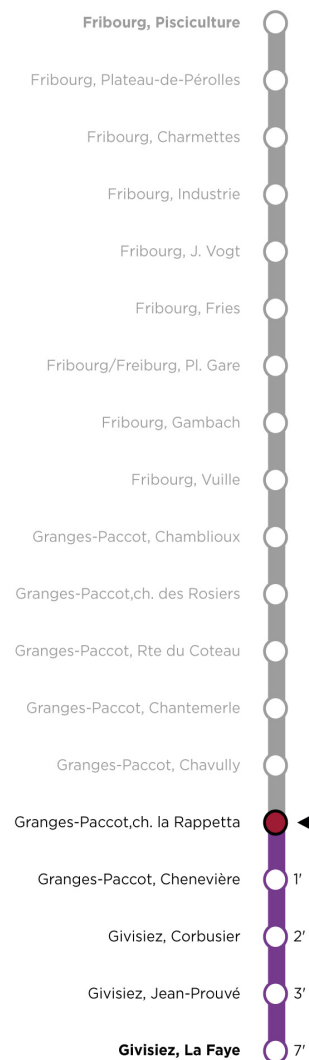 Fribourg, Pisciculture
Fribourg, Plateau-de-Pérolles
Fribourg, Charmettes
Fribourg, Industrie
Fribourg, J. Vogt
Fribourg, Fries
Fribourg/Freiburg, Pl. Gare
Fribourg, Gambach
Fribourg, Vuille
Granges-Paccot, Chamblioux
Granges-Paccot,ch. des Rosiers
Granges-Paccot, Rte du Coteau
Granges-Paccot, Chantemerle
Granges-Paccot, Chavully
Granges-Paccot,ch. la Rappetta
Granges-Paccot, Chenevière 1'
Givisiez, Corbusier 2'
Givisiez, Jean-Prouvé 3'
Givisiez, La Faye 7'